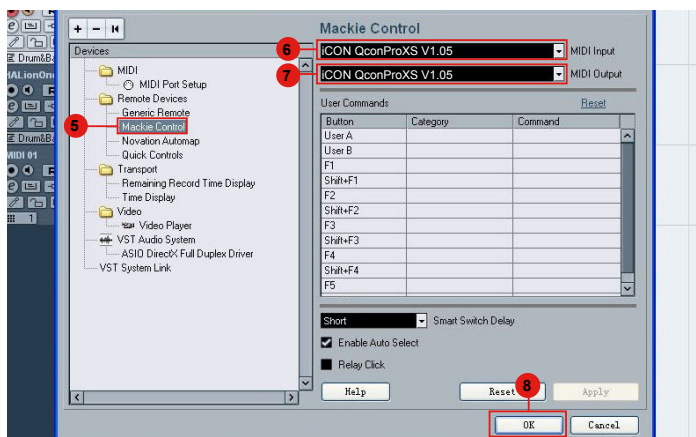 Mackie Control
Devices
6
iCON QconProXS V1.05
MIDI Input
7
iCON QconProXS V1.05
MIDI Output
MIDI
MIDI Port Setup
Remote Devices
Generic Remote
5
Mackie Control
Novation Automap
Quick Controls
Transport
Remaining Record Time Display
Time Display
Video
Video Player
VST Audio System
ASIO DirectX Full Duplex Driver
VST System Link
User Commands
Reset
Button Category Command
User A
User B
F1
Shift+F1
F2
Shift+F2
F3
Shift+F3
F4
Shift+F4
F5
Short
Smart Switch Delay
Enable Auto Select
Relay Click
Help
Reset
8
Apply
OK
Cancel
Drum&Ba
HALionOne
Drum&Ba
MIDI 01
1